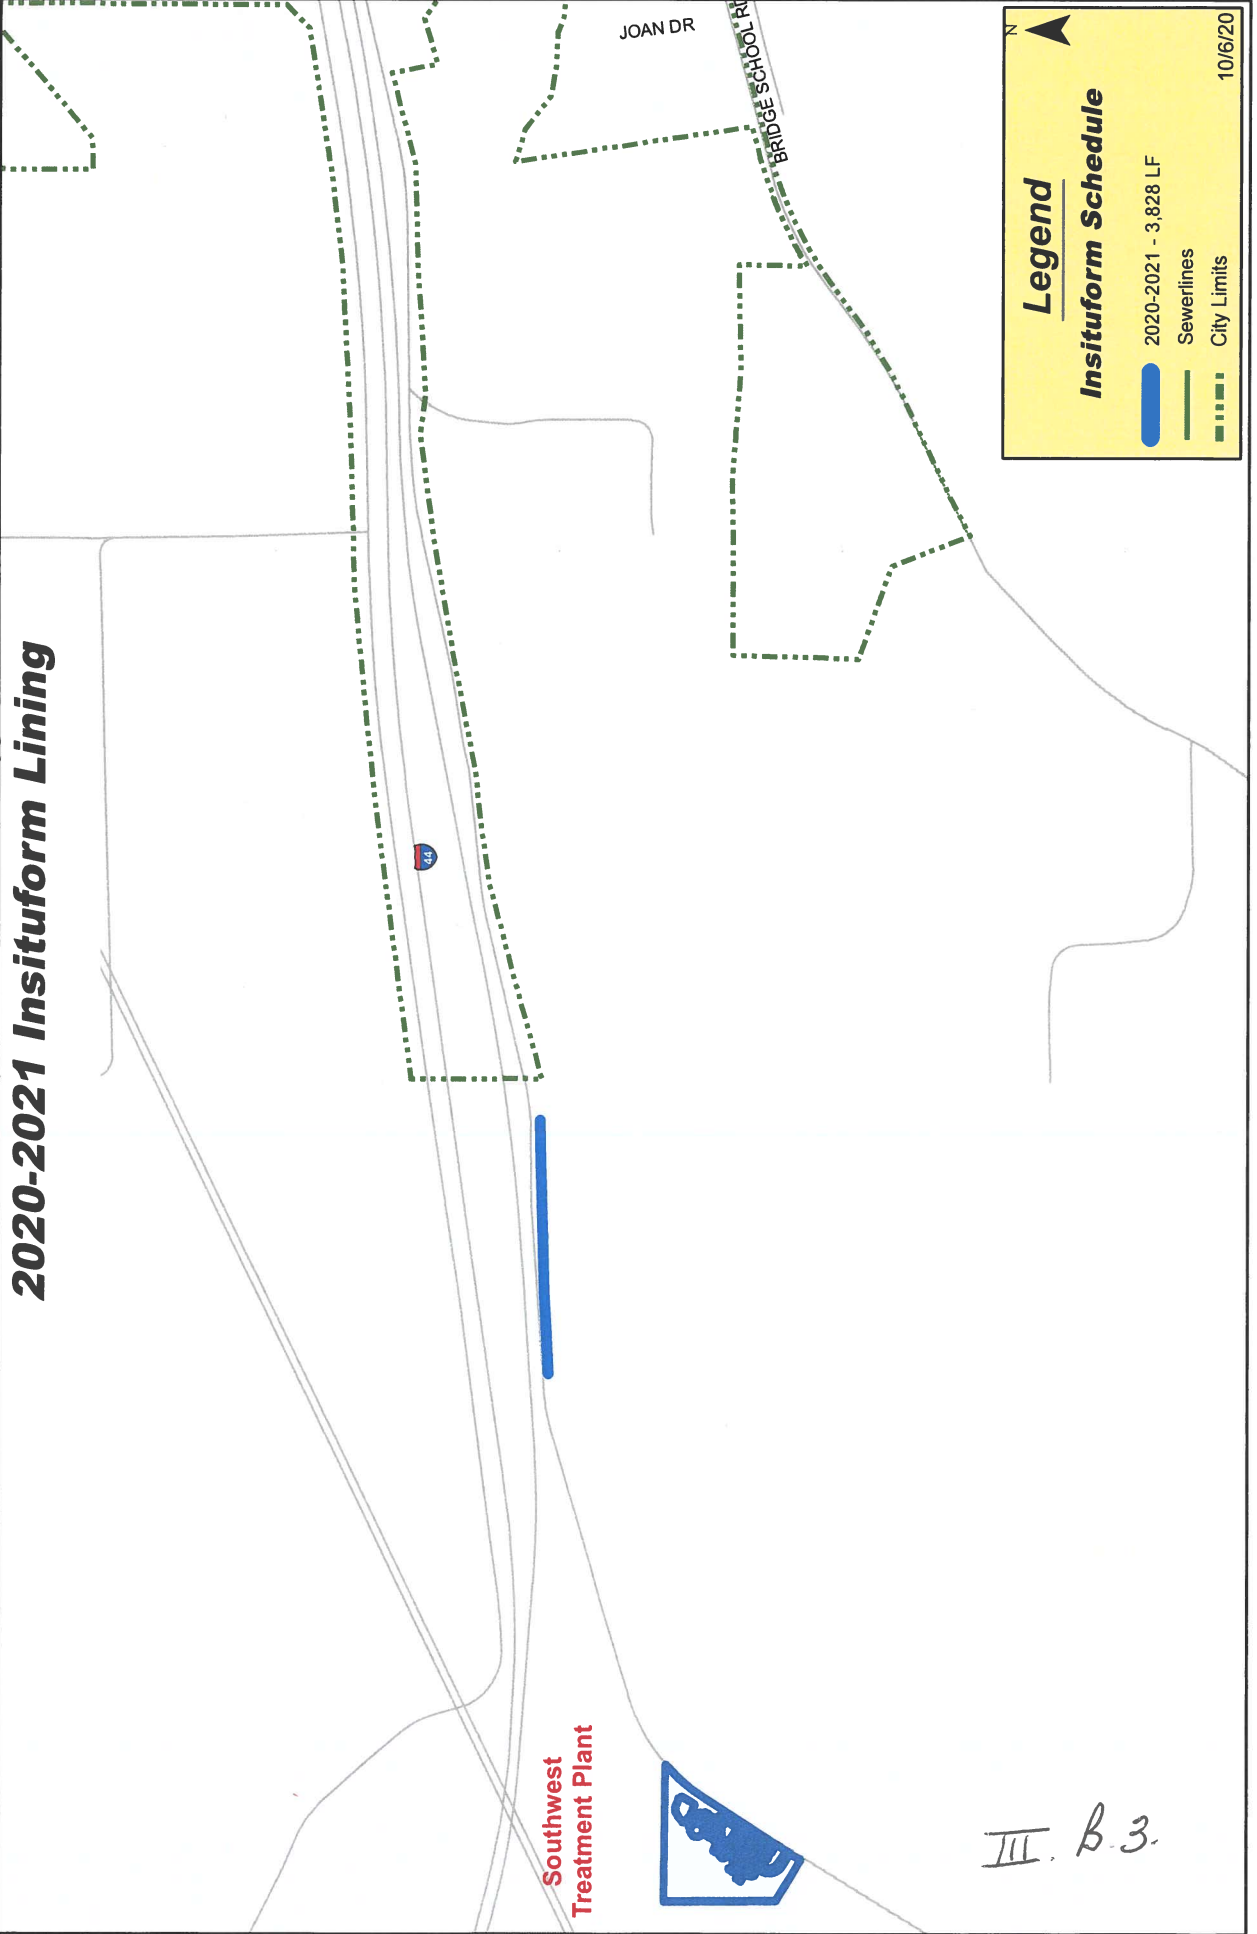 2020-2021 Insituform Lining
JOAN DR
BRIDGE SCHOOL
44
Southwest
Treatment Plant
N
Legend
Insituform Schedule
2020-2021 - 3,828 LF
Sewerlines
City Limits
10/6/20
III. B.3.